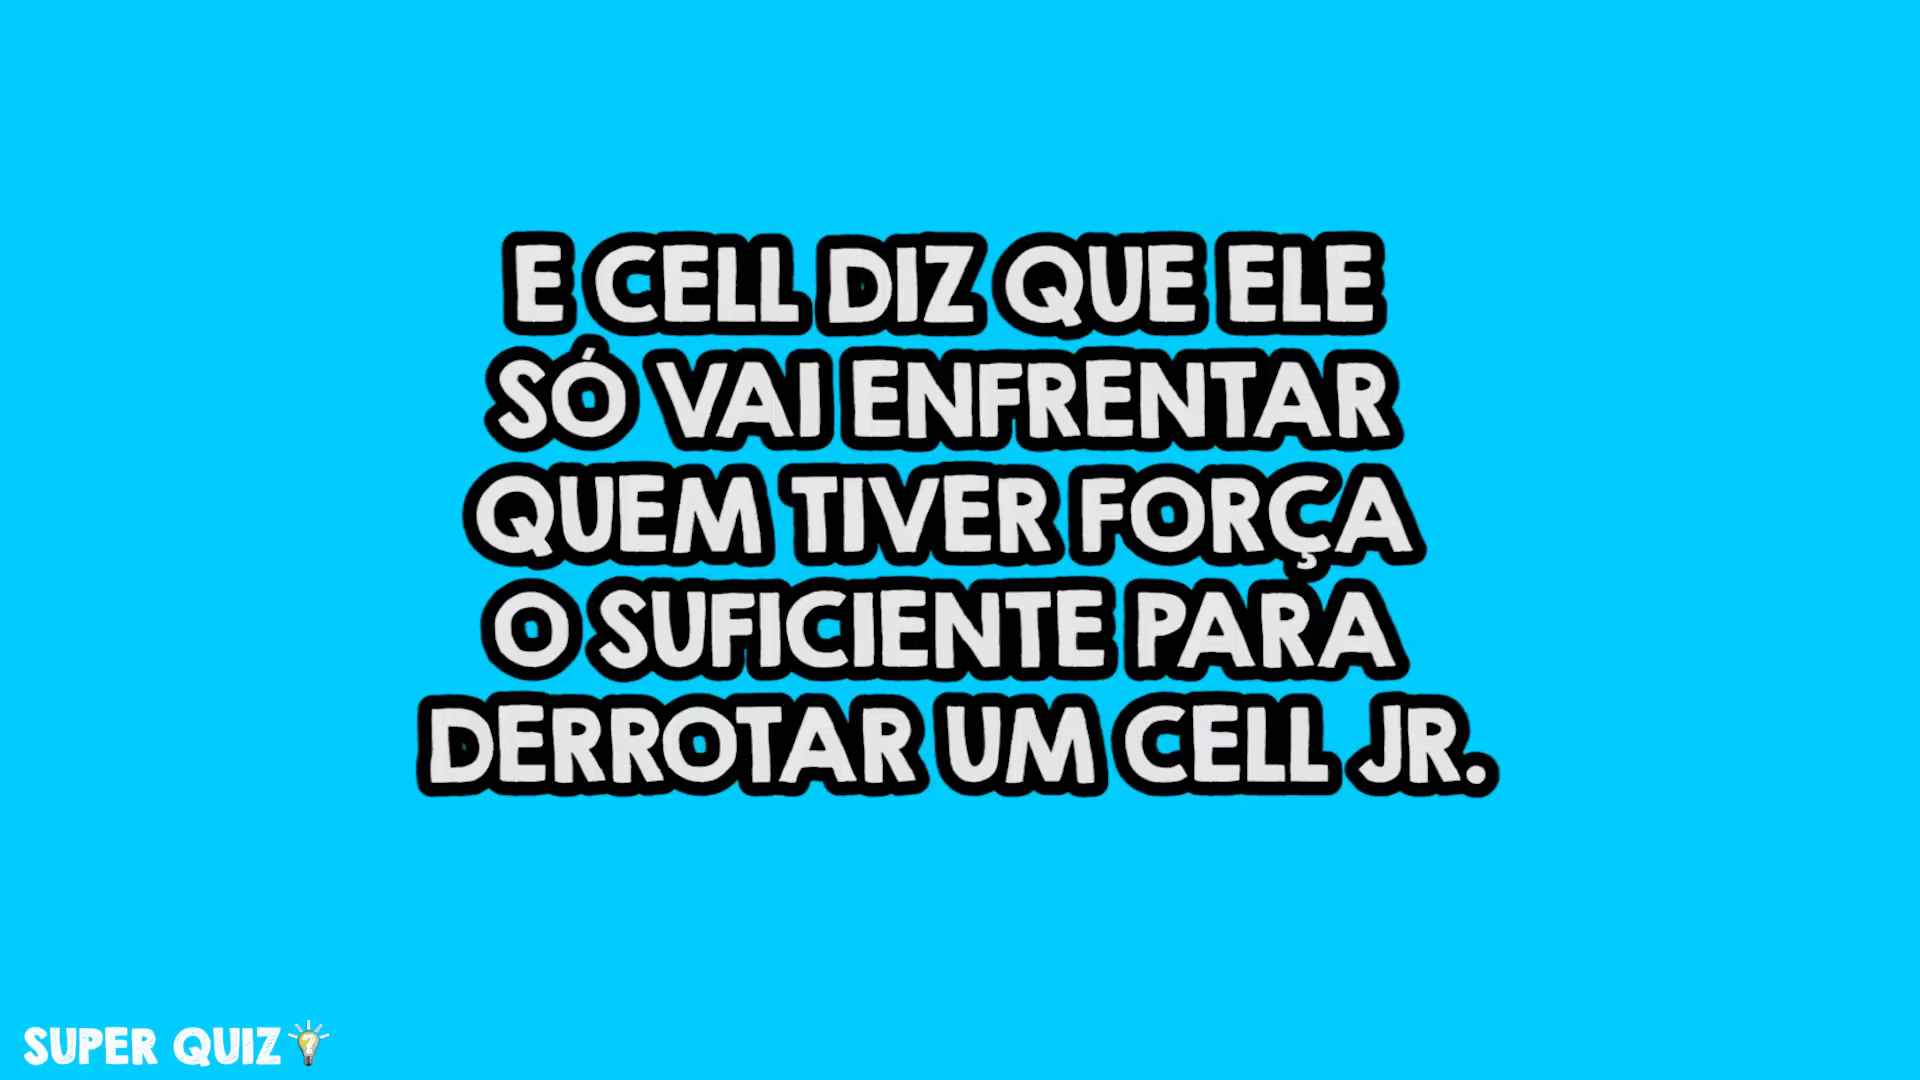 E CELL DIZ QUE ELE
SÓ VAI ENFRENTAR
QUEM TIVER FORÇA
O SUFICIENTE PARA
DERROTAR UM CELL JR.
SUPER QUIZ